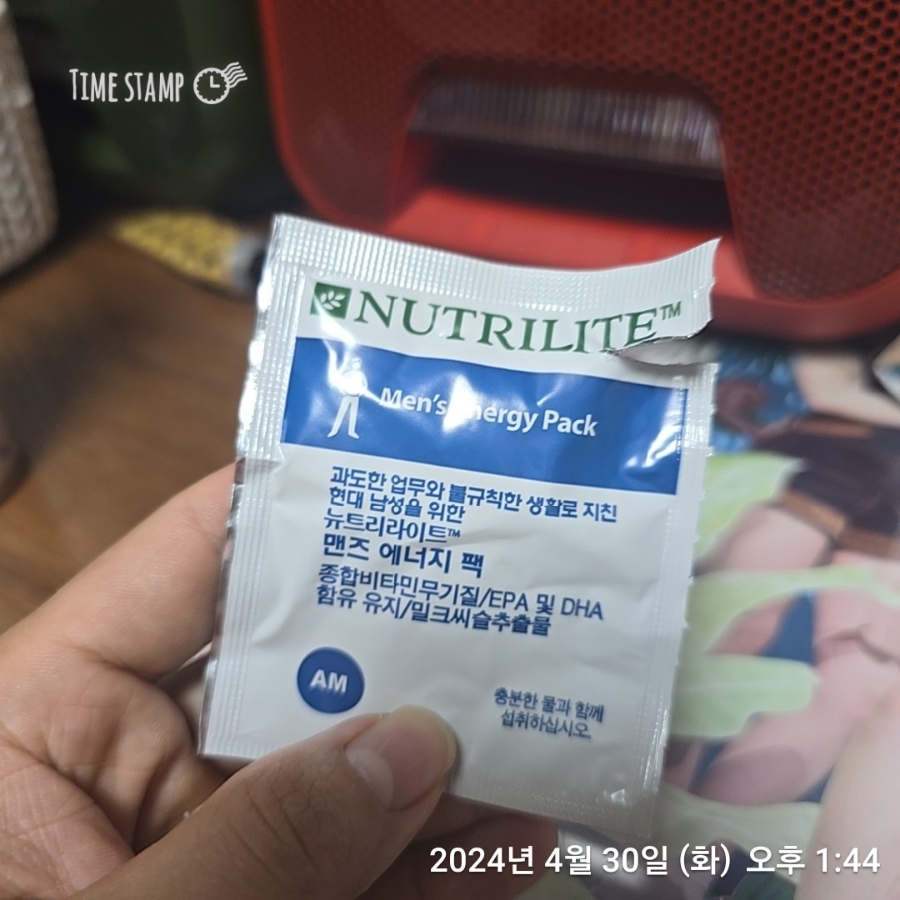 TIME STAMP
NUTRILITE™
Men's Energy Pack
과도한 업무와 불규칙한 생활로 지친
현대 남성을 위한
뉴트리라이트™
맨즈 에너지 팩
종합비타민무기질/EPA 및 DHA
함유 유지/밀크씨슬추출물
AM
충분한 물과 함께
섭취하십시오.
2024년 4월 30일 (화) 오후 1:44